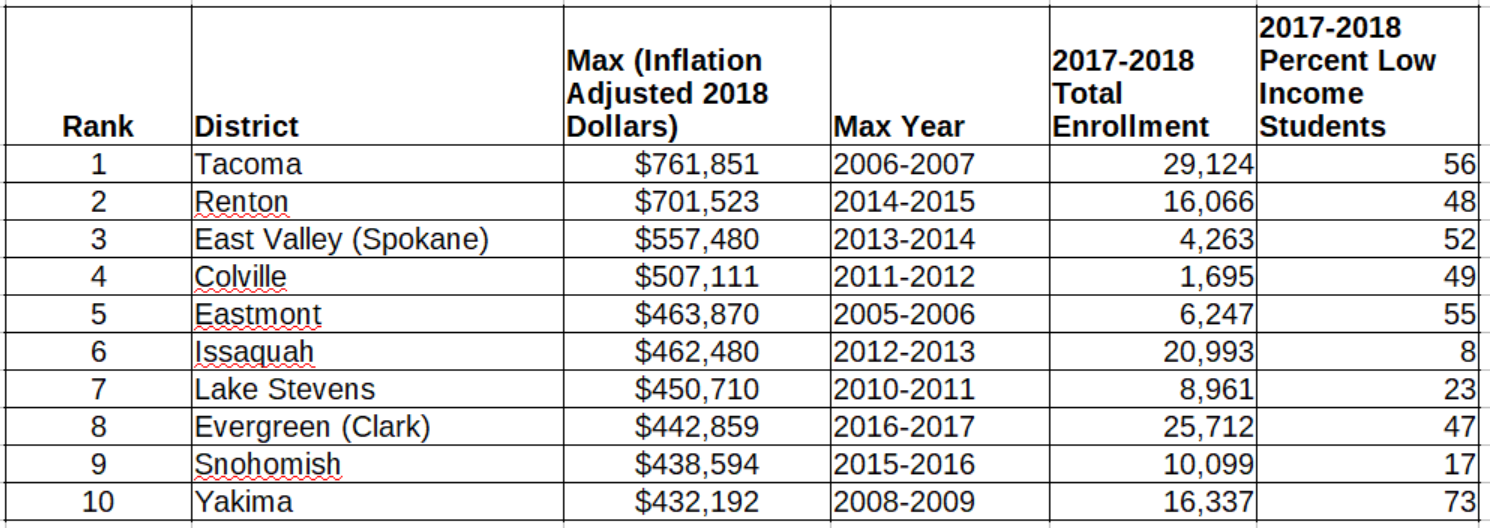 Rank District Max (Inflation Adjusted 2018 Dollars) Max Year 2017-2018 Total Enrollment 2017-2018 Percent Low Income Students
1 Tacoma $761,851 2006-2007 29,124 56
2 Renton $701,523 2014-2015 16,066 48
3 East Valley (Spokane) $557,480 2013-2014 4,263 52
4 Colville $507,111 2011-2012 1,695 49
5 Eastmont $463,870 2005-2006 6,247 55
6 Issaquah $462,480 2012-2013 20,993 8
7 Lake Stevens $450,710 2010-2011 8,961 23
8 Evergreen (Clark) $442,859 2016-2017 25,712 47
9 Snohomish $438,594 2015-2016 10,099 17
10 Yakima $432,192 2008-2009 16,337 73